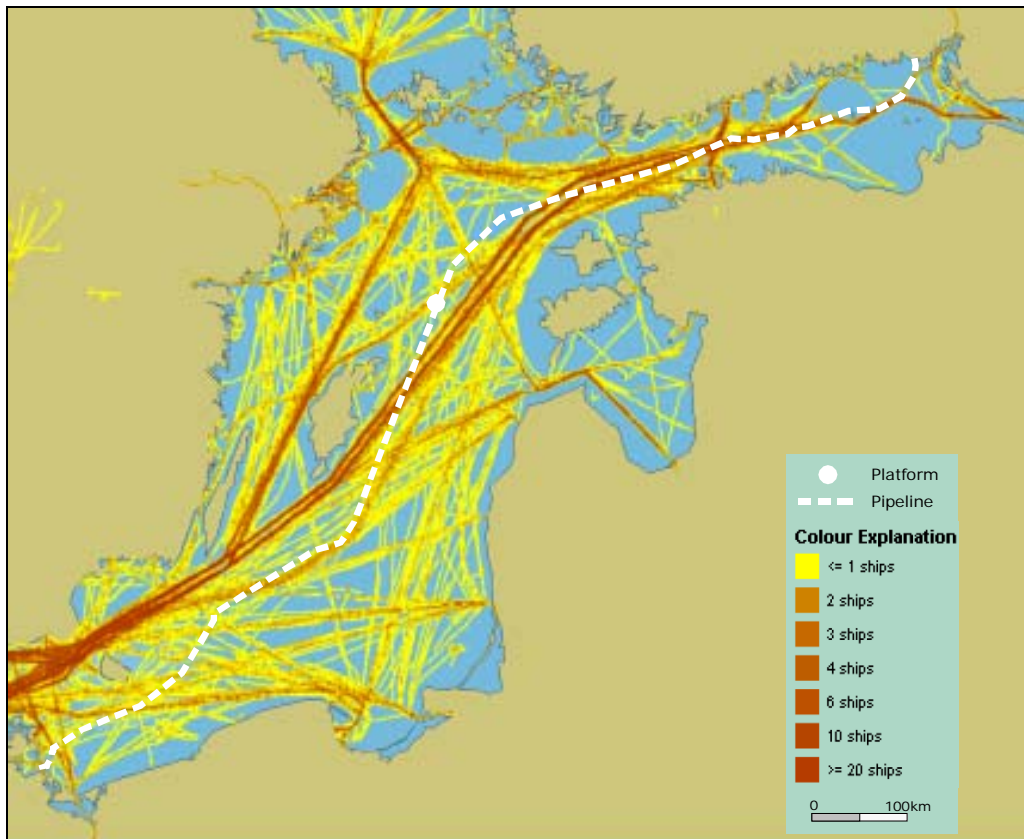 Platform
Pipeline
Colour Explanation
<= 1 ships
2 ships
3 ships
4 ships
6 ships
10 ships
>= 20 ships
0 100km